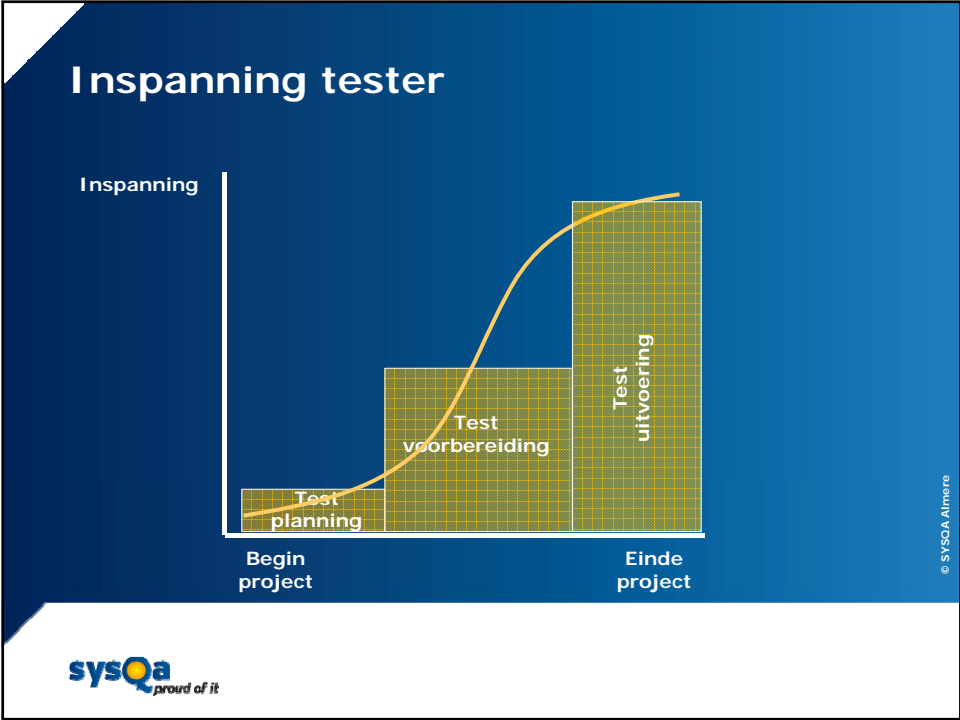 Inspanning tester
Inspanning
Test
uitvoering
Test
voorbereiding
Test
planning
Begin
project
Einde
project
© SYSQA Almere
sysQa
proud of it